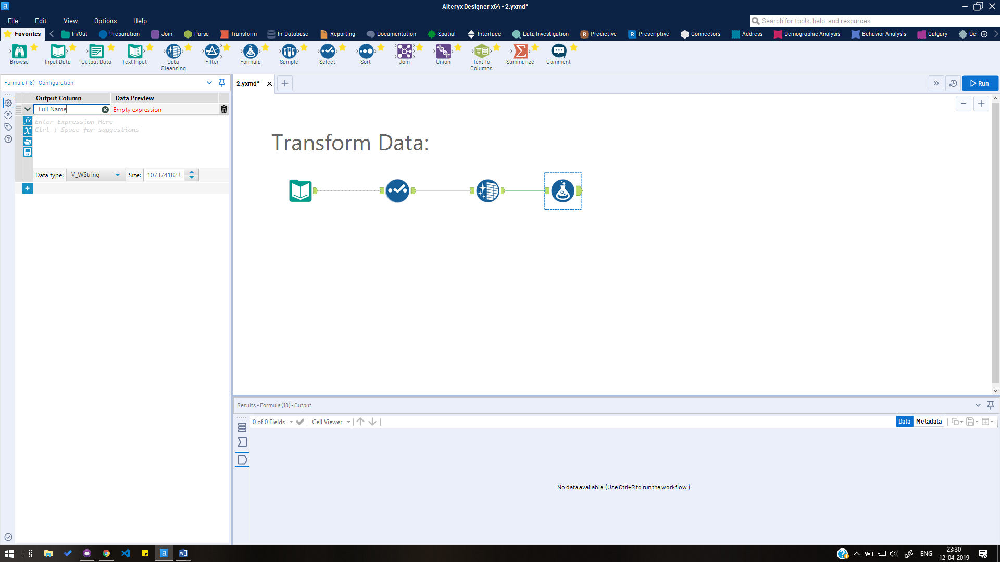 Alteryx Designer x64 - 2.yxmd*
File Edit View Options Help
Search for tools, help, and resources
Favorites In/Out Preparation Join Parse Transform In-Database Reporting Documentation Spatial Interface Data Investigation Predictive Prescriptive Connectors Address Demographic Analysis Behavior Analysis Calgary De
Browse Input Data Output Data Text Input Data Cleansing Filter Formula Sample Select Sort Join Union Text To Columns Summarize Comment
Formula (18) - Configuration
2.yxmd*
Run
Output Column Data Preview
Full Name Empty expression
Enter Expression Here
Ctrl + Space for suggestions
Data type: V_WString Size: 1073741823
Transform Data:
Results - Formula (18) - Output
0 of 0 Fields Cell Viewer Data Metadata
No data available. (Use Ctrl+R to run the workflow.)
ENG
23:30
12-04-2019